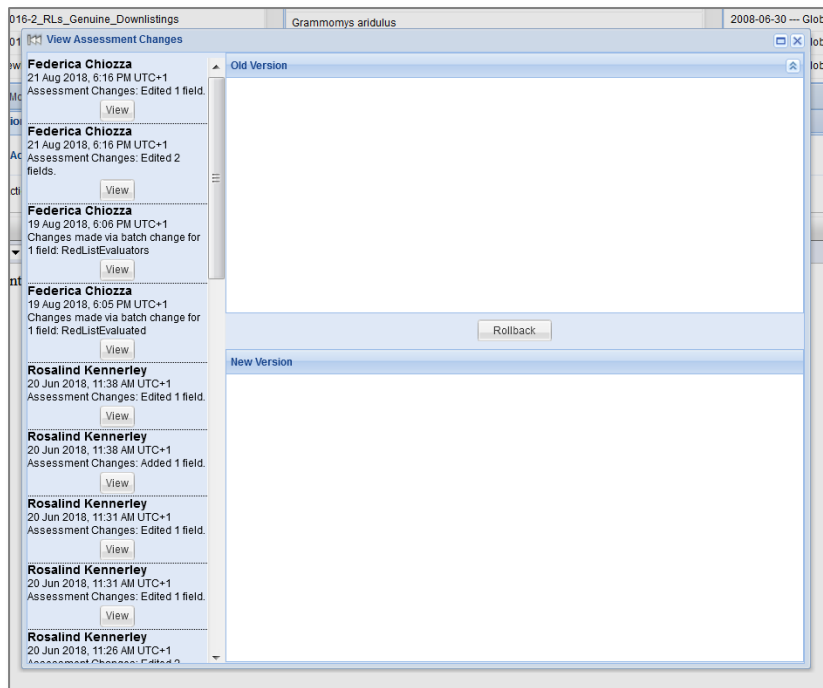 016-2_RLs_Genuine_Downlistings
Grammomys aridulus
2008-06-30 --- Glob
View Assessment Changes
Federica Chiozza
21 Aug 2018, 6:16 PM UTC+1
Assessment Changes: Edited 1 field.
View
Federica Chiozza
21 Aug 2018, 6:16 PM UTC+1
Assessment Changes: Edited 2
fields.
View
Federica Chiozza
19 Aug 2018, 6:06 PM UTC+1
Changes made via batch change for
1 field: RedListEvaluators
View
Federica Chiozza
19 Aug 2018, 6:05 PM UTC+1
Changes made via batch change for
1 field: RedListEvaluated
View
Rosalind Kennerley
20 Jun 2018, 11:38 AM UTC+1
Assessment Changes: Edited 1 field.
View
Rosalind Kennerley
20 Jun 2018, 11:38 AM UTC+1
Assessment Changes: Added 1 field.
View
Rosalind Kennerley
20 Jun 2018, 11:31 AM UTC+1
Assessment Changes: Edited 1 field.
View
Rosalind Kennerley
20 Jun 2018, 11:31 AM UTC+1
Assessment Changes: Edited 1 field.
View
Rosalind Kennerley
20 Jun 2018, 11:26 AM UTC+1
Assessment Changes: Edited 2
Old Version
Rollback
New Version